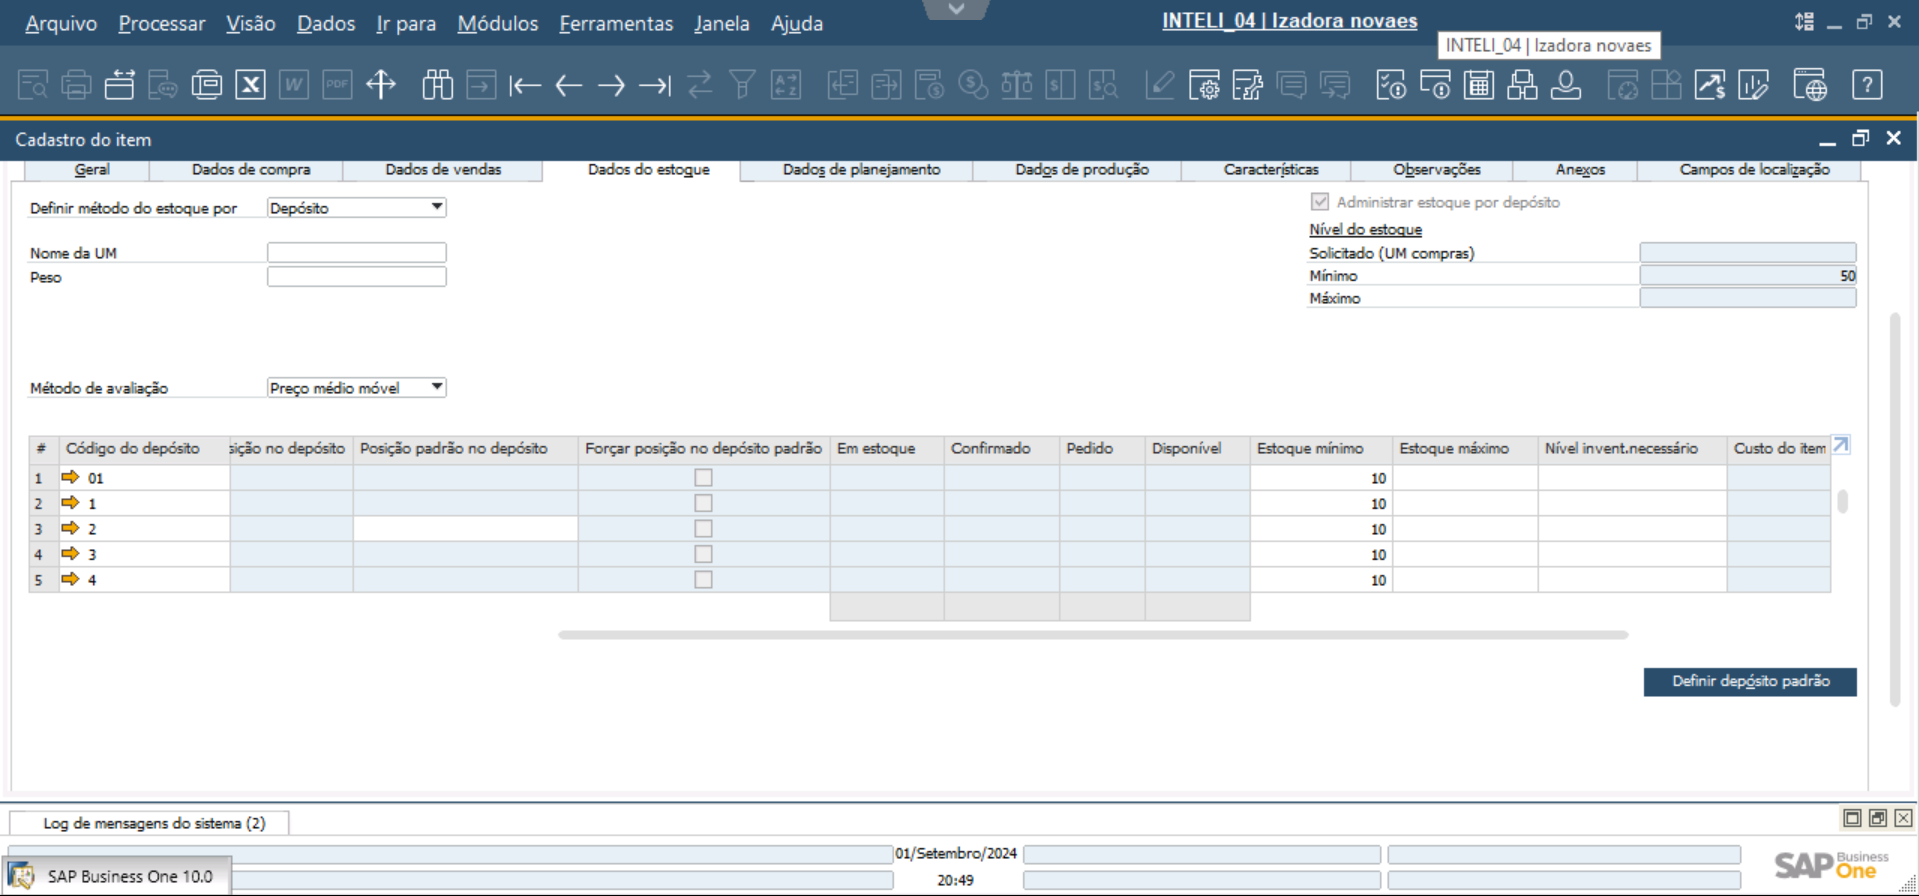 Arquivo Processar Visão Dados Ir para Módulos Ferramentas Janela Ajuda INTELI_04 | Izadora novaes
INTELI_04 | Izadora novaes
Cadastro do item
Geral Dados de compra Dados de vendas Dados do estoque Dados de planejamento Dados de produção Características Observações Anexos Campos de localização
Definir método do estoque por Depósito Administrar estoque por depósito
Nível do estoque
Nome da UM Solicitado (UM compras)
Peso Mínimo 50
Máximo
Método de avaliação Preço médio móvel
# Código do depósito sição no depósito Posição padrão no depósito Forçar posição no depósito padrão Em estoque Confirmado Pedido Disponível Estoque mínimo Estoque máximo Nível invent.necessário Custo do item
1 01 10
2 1 10
3 2 10
4 3 10
5 4 10
Definir depósito padrão
Log de mensagens do sistema (2)
01/Setembro/2024
SAP Business One 10.0 20:49
SAP Business One